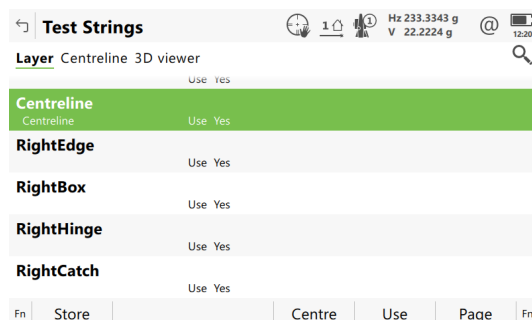 Test Strings
1
1
Hz 233.3343 g
V 22.2224 g
@
12:20
Layer Centreline 3D viewer
Use Yes
Centreline
Centreline Use Yes
RightEdge
Use Yes
RightBox
Use Yes
RightHinge
Use Yes
RightCatch
Use Yes
Fn Store Centre Use Page Fn